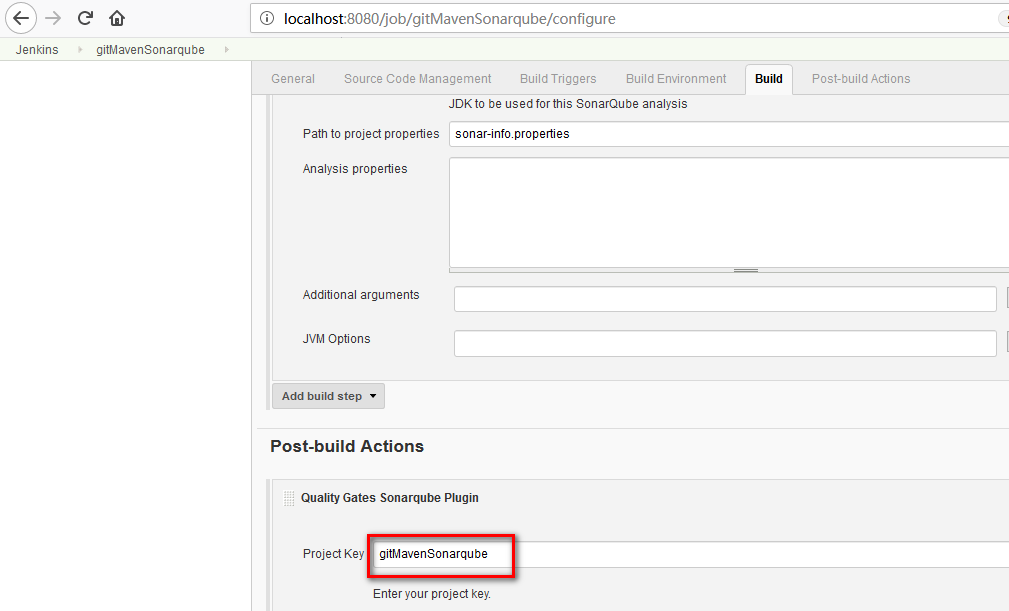 localhost:8080/job/gitMavenSonarqube/configure
Jenkins gitMavenSonarqube
General Source Code Management Build Triggers Build Environment Build Post-build Actions
JDK to be used for this SonarQube analysis
Path to project properties sonar-info.properties
Analysis properties
Additional arguments
JVM Options
Add build step
Post-build Actions
Quality Gates Sonarqube Plugin
Project Key gitMavenSonarqube
Enter your project key.